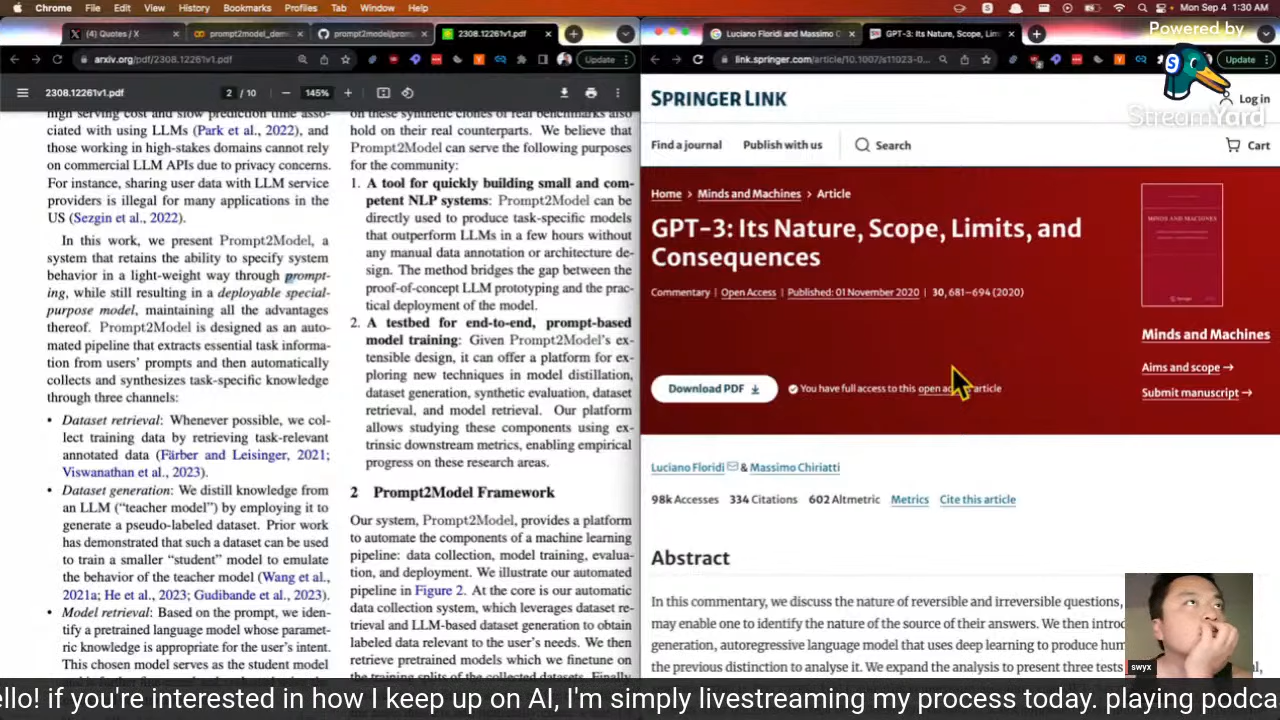 Chrome File Edit View History Bookmarks Profiles Tab Window Help
Mon Sep 4 1:30 AM
(4) Quotes / X
prompt2model_dem
prompt2model/prom
2308.12261v1.pdf
arxiv.org/pdf/2308.12261v1.pdf
Update
2308.12261v1.pdf
2 / 10
145%
high serving cost and slow prediction time asso-
ciated with using LLMs (Park et al., 2022), and
those working in high-stakes domains cannot rely
on commercial LLM APIs due to privacy concerns.
For instance, sharing user data with LLM service
providers is illegal for many applications in the
US (Sezgin et al., 2022).
In this work, we present Prompt2Model, a
system that retains the ability to specify system
behavior in a light-weight way through prompt-
ing, while still resulting in a deployable special-
purpose model, maintaining all the advantages
thereof. Prompt2Model is designed as an auto-
mated pipeline that extracts essential task informa-
tion from users' prompts and then automatically
collects and synthesizes task-specific knowledge
through three channels:
• Dataset retrieval: Whenever possible, we col-
lect training data by retrieving task-relevant
annotated data (Färber and Leisinger, 2021;
Viswanathan et al., 2023).
• Dataset generation: We distill knowledge from
an LLM ("teacher model") by employing it to
generate a pseudo-labeled dataset. Prior work
has demonstrated that such a dataset can be used
to train a smaller "student" model to emulate
the behavior of the teacher model (Wang et al.,
2021a; He et al., 2023; Gudibande et al., 2023).
• Model retrieval: Based on the prompt, we iden-
tify a pretrained language model whose paramet-
ric knowledge is appropriate for the user's intent.
This chosen model serves as the student model
on these synthetic clones of real benchmarks also
hold on their real counterparts. We believe that
Prompt2Model can serve the following purposes
for the community:
1. A tool for quickly building small and com-
petent NLP systems: Prompt2Model can be
directly used to produce task-specific models
that outperform LLMs in a few hours without
any manual data annotation or architecture de-
sign. The method bridges the gap between the
proof-of-concept LLM prototyping and the prac-
tical deployment of the model.
2. A testbed for end-to-end, prompt-based
model training: Given Prompt2Model's ex-
tensible design, it can offer a platform for ex-
ploring new techniques in model distillation,
dataset generation, synthetic evaluation, dataset
retrieval, and model retrieval. Our platform
allows studying these components using ex-
trinsic downstream metrics, enabling empirical
progress on these research areas.
2 Prompt2Model Framework
Our system, Prompt2Model, provides a platform
to automate the components of a machine learning
pipeline: data collection, model training, evalua-
tion, and deployment. We illustrate our automated
pipeline in Figure 2. At the core is our automatic
data collection system, which leverages dataset re-
trieval and LLM-based dataset generation to obtain
labeled data relevant to the user's needs. We then
retrieve pretrained models which we finetune on
Luciano Floridi and Massimo C
GPT-3: Its Nature, Scope, Lim
link.springer.com/article/10.1007/s11023-0...
Update
Powered by
StreamYard
SPRINGER LINK
Log in
Find a journal
Publish with us
Search
Cart
Home > Minds and Machines > Article
GPT-3: Its Nature, Scope, Limits, and
Consequences
Commentary | Open Access | Published: 01 November 2020 | 30, 681–694 (2020)
Download PDF
You have full access to this open article
MINDS AND MACHINES
Minds and Machines
Aims and scope →
Submit manuscript →
Luciano Floridi & Massimo Chiriatti
98k Accesses 334 Citations 602 Altmetric Metrics Cite this article
Abstract
In this commentary, we discuss the nature of reversible and irreversible questions,
may enable one to identify the nature of the source of their answers. We then introd
generation, autoregressive language model that uses deep learning to produce hum
the previous distinction to analyse it. We expand the analysis to present three tests
swyx
ello! if you're interested in how I keep up on AI, I'm simply livestreaming my process today. playing podca